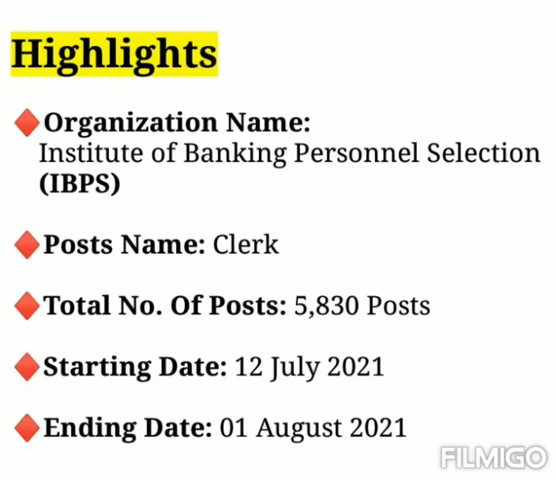 Highlights
Organization Name:
Institute of Banking Personnel Selection
(IBPS)
Posts Name: Clerk
Total No. Of Posts: 5,830 Posts
Starting Date: 12 July 2021
Ending Date: 01 August 2021
FILMIGO